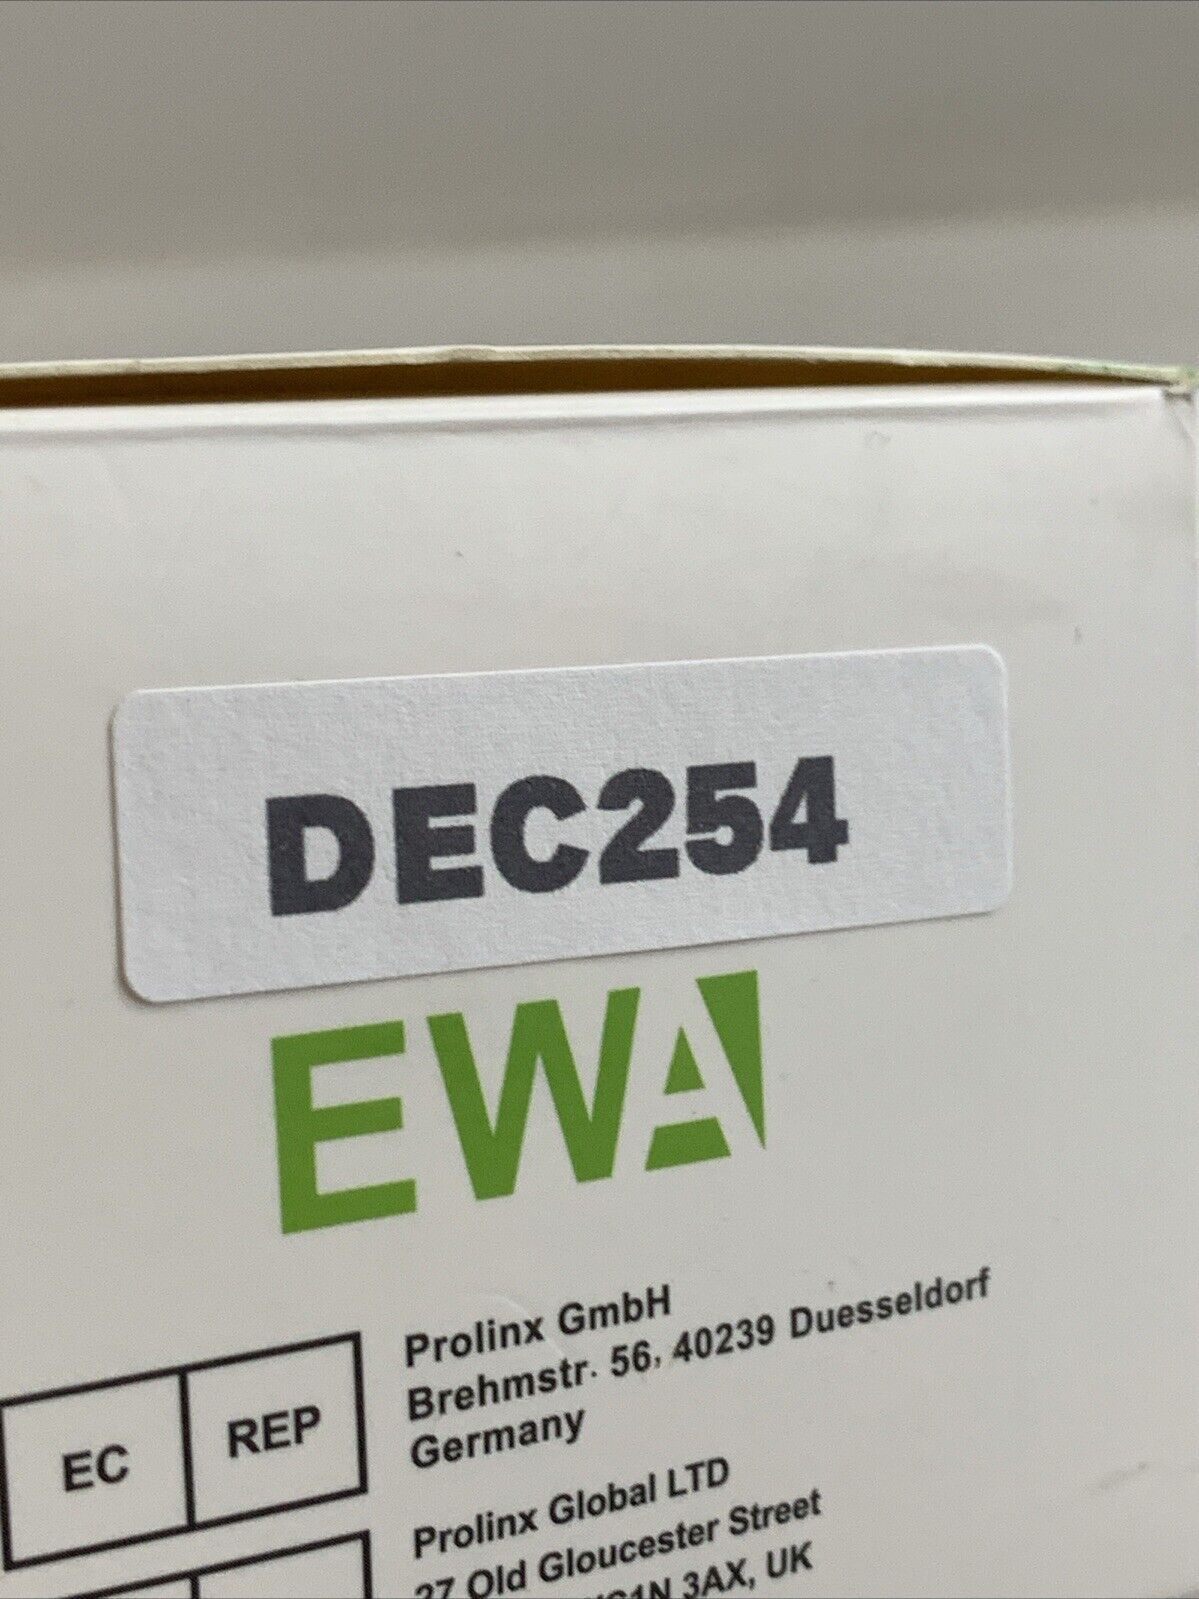 DEC254
EWA
Prolinx GmbH
Brehmstr. 56, 40239 Duesseldorf
Germany
EC REP
Prolinx Global LTD
27 Old Gloucester Street
3AX, UK